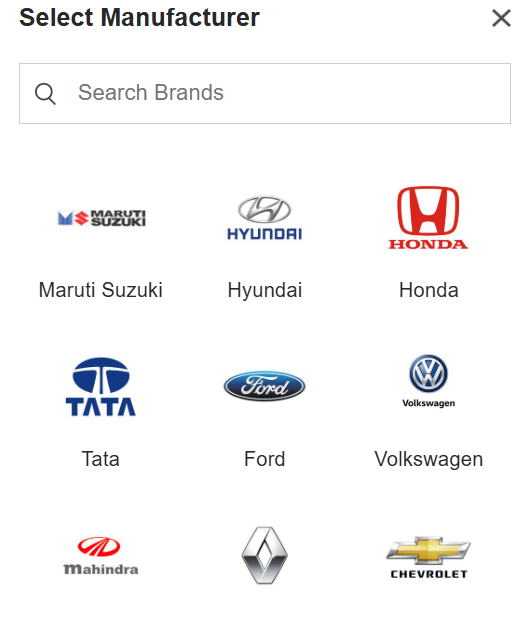 Select Manufacturer
Search Brands
MARUTI
SUZUKI
HYUNDAI
HONDA
Maruti Suzuki
Hyundai
Honda
TATA
Ford
Volkswagen
Tata
Ford
Volkswagen
mahindra
CHEVROLET